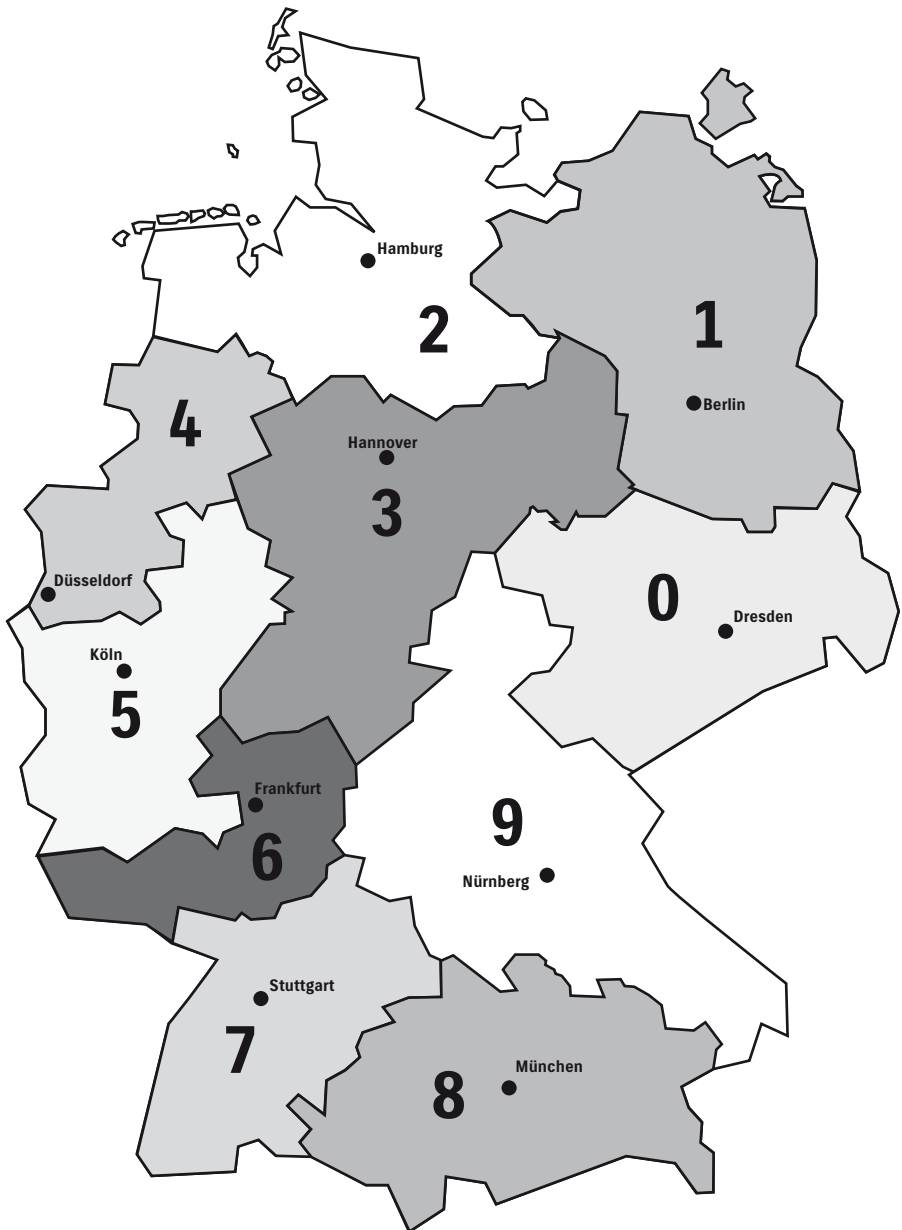 Hamburg
2
1
Berlin
4
Hannover
3
Düsseldorf
0
Dresden
Köln
5
Frankfurt
9
6
Nürnberg
Stuttgart
7
München
8